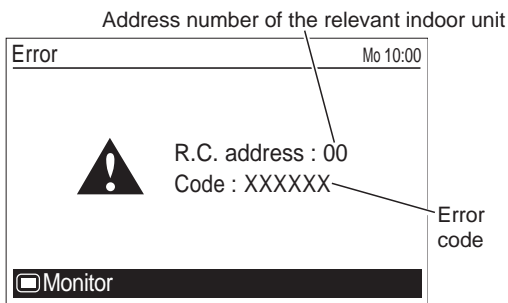 Address number of the relevant indoor unit
Error Mo 10:00
R.C. address : 00
Code : XXXXXX
Error
code
Monitor